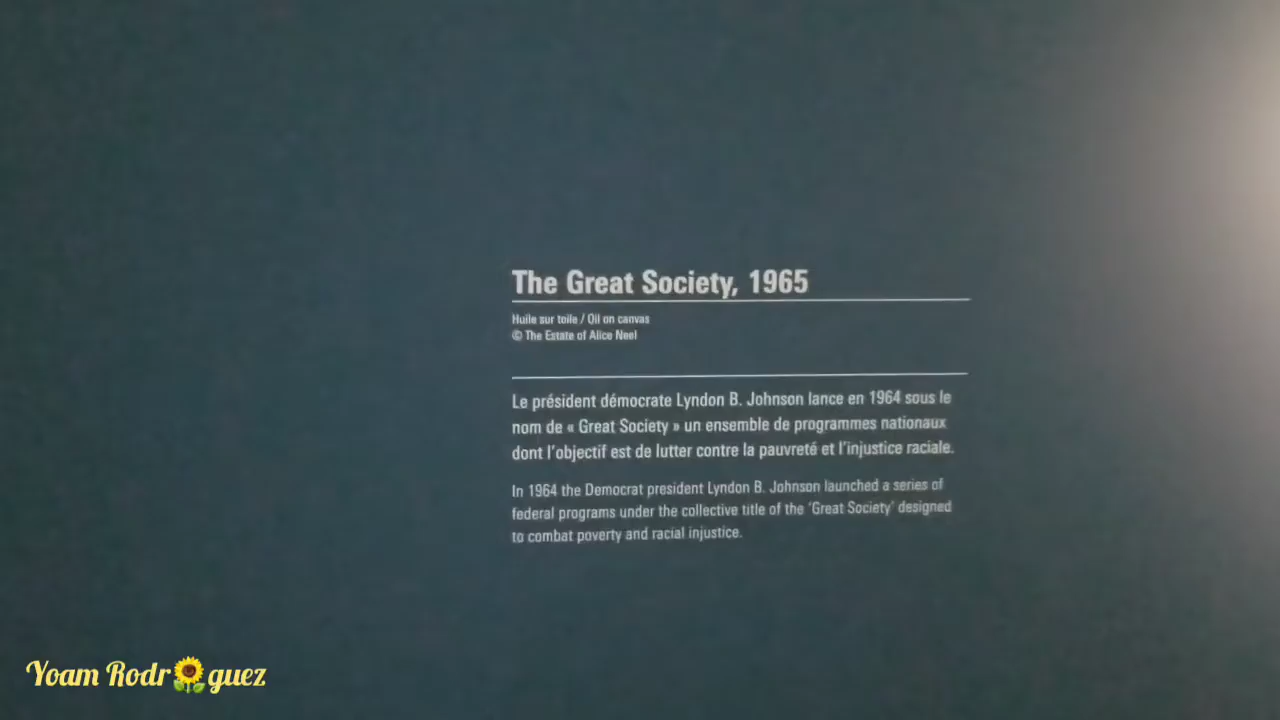 The Great Society, 1965
Huile sur toile / Oil on canvas
© The Estate of Alice Neel
Le président démocrate Lyndon B. Johnson lance en 1964 sous le
nom de « Great Society » un ensemble de programmes nationaux
dont l'objectif est de lutter contre la pauvreté et l'injustice raciale.
In 1964 the Democrat president Lyndon B. Johnson launched a series of
federal programs under the collective title of the 'Great Society' designed
to combat poverty and racial injustice.
Yoam Rodr🌻guez